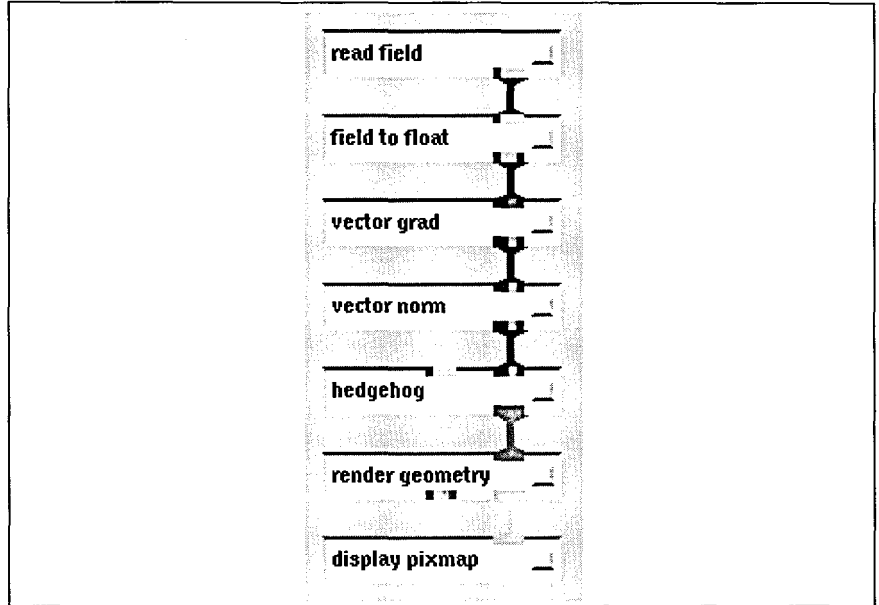 read field
field to float
vector grad
vector norm
hedgehog
render geometry
display pixmap